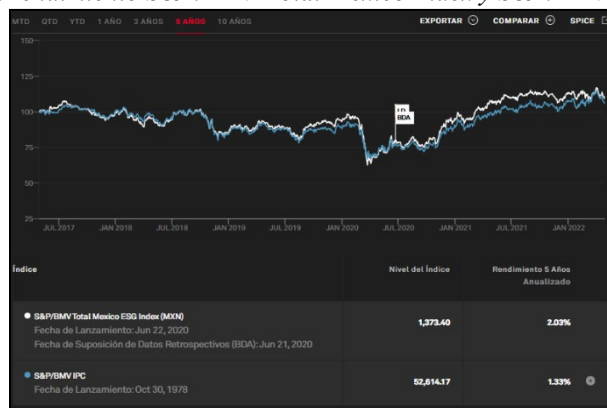 MTD QTD YTD 1 AÑO 3 AÑOS 5 AÑOS 10 AÑOS EXPORTAR COMPARAR SPICE
150
125
100
75
50
25
LD
BDA
JUL 2017 JAN 2018 JUL 2018 JAN 2019 JUL 2019 JAN 2020 JUL 2020 JAN 2021 JUL 2021 JAN 2022
Índice Nivel del Índice Rendimiento 5 Años
Anualizado
S&P/BMV Total Mexico ESG Index (MXN) 1,373.40 2.03%
Fecha de Lanzamiento: Jun 22, 2020
Fecha de Suposición de Datos Retrospectivos (BDA): Jun 21, 2020
S&P/BMV IPC 52,614.17 1.33%
Fecha de Lanzamiento: Oct 30, 1978